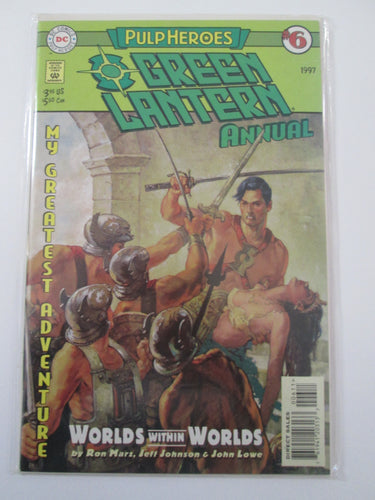 DC
PULP HEROES
#6
1997
GREEN
LANTERN
ANNUAL
3.95 US
5.50 CAN
MY GREATEST ADVENTURE
WORLDS WITHIN WORLDS
by Ron Marz, Jeff Johnson & John Lowe
DIRECT SALES
00611